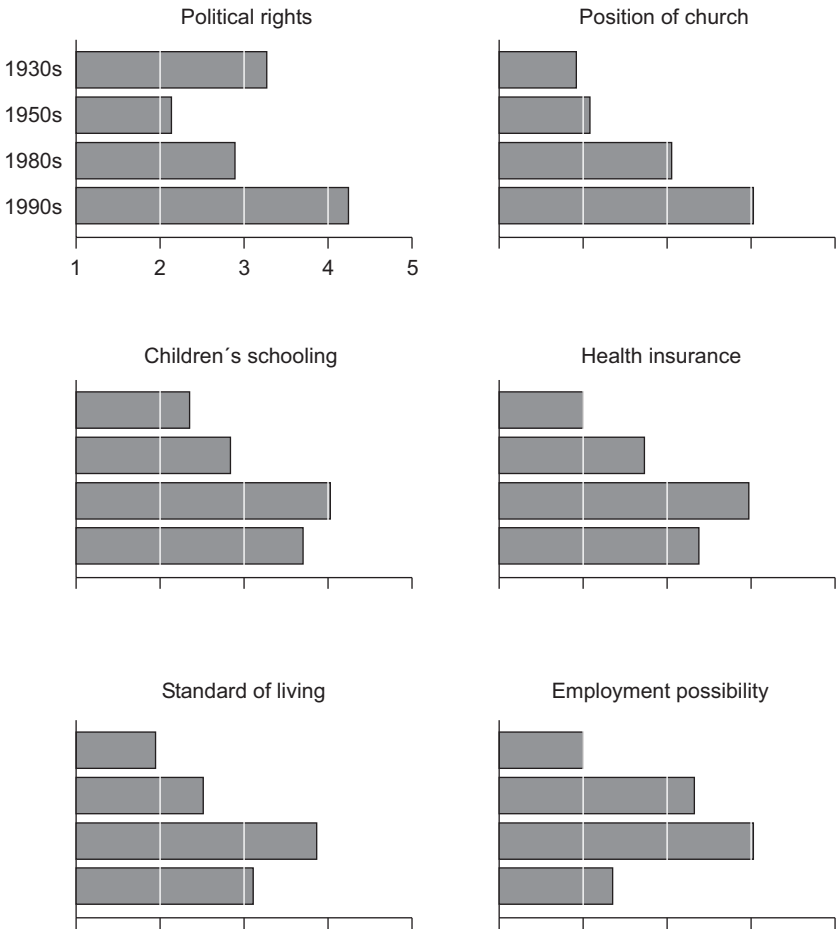 Political rights
Position of church
1930s
1950s
1980s
1990s
1 2 3 4 5
Children´s schooling
Health insurance
Standard of living
Employment possibility